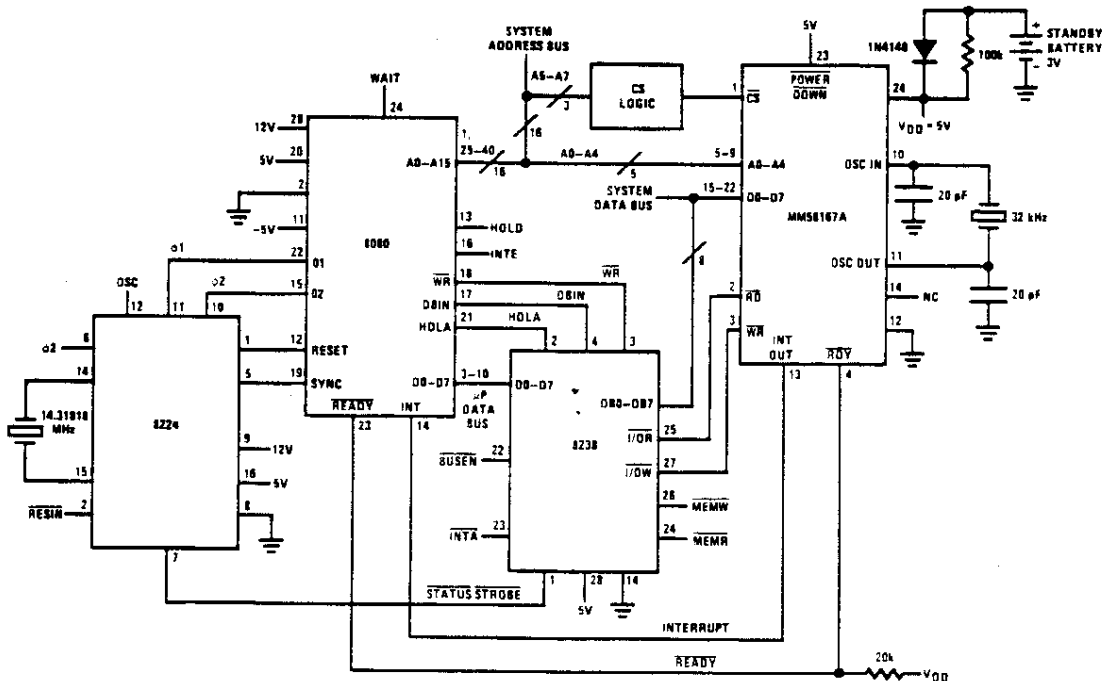 SYSTEM
ADDRESS BUS
5V
1N4148
100k
+
STANDBY
BATTERY
3V
-
WAIT
A5-A7
3
CS
LOGIC
23
POWER
DOWN
1
CS
24
VDD = 5V
24
12V
28
1,
16
5V
20
25-40
A0-A15
16
A0-A4
5
5-9
A0-A4
OSC IN
10
2
SYSTEM
DATA BUS
15-22
D0-D7
20 pF
32 kHz
-5V
11
13
HOLD
MM58167A
8080
16
INTE
8
ø1
22
01
OSC OUT
11
ø2
15
02
WR
18
WR
20 pF
OSC
DBIN
17
DBIN
2
RD
14
NC
12
11
10
HOLA
21
HOLA
3
WR
12
6
ø2
1
12
RESET
2
4
3
INT
OUT
RDY
14
5
19
SYNC
D0-D7
3-10
D0-D7
13
4
µP
DATA
BUS
DB0-DB7
14.31818
MHz
READY
INT
8224
23
14
8238
I/OR
25
9
12V
BUSEN
22
I/OW
27
15
16
5V
26
MEMW
RESIN
2
8
INTA
23
24
MEMR
7
STATUS STROBE
1
28
14
5V
INTERRUPT
READY
20k
VDD